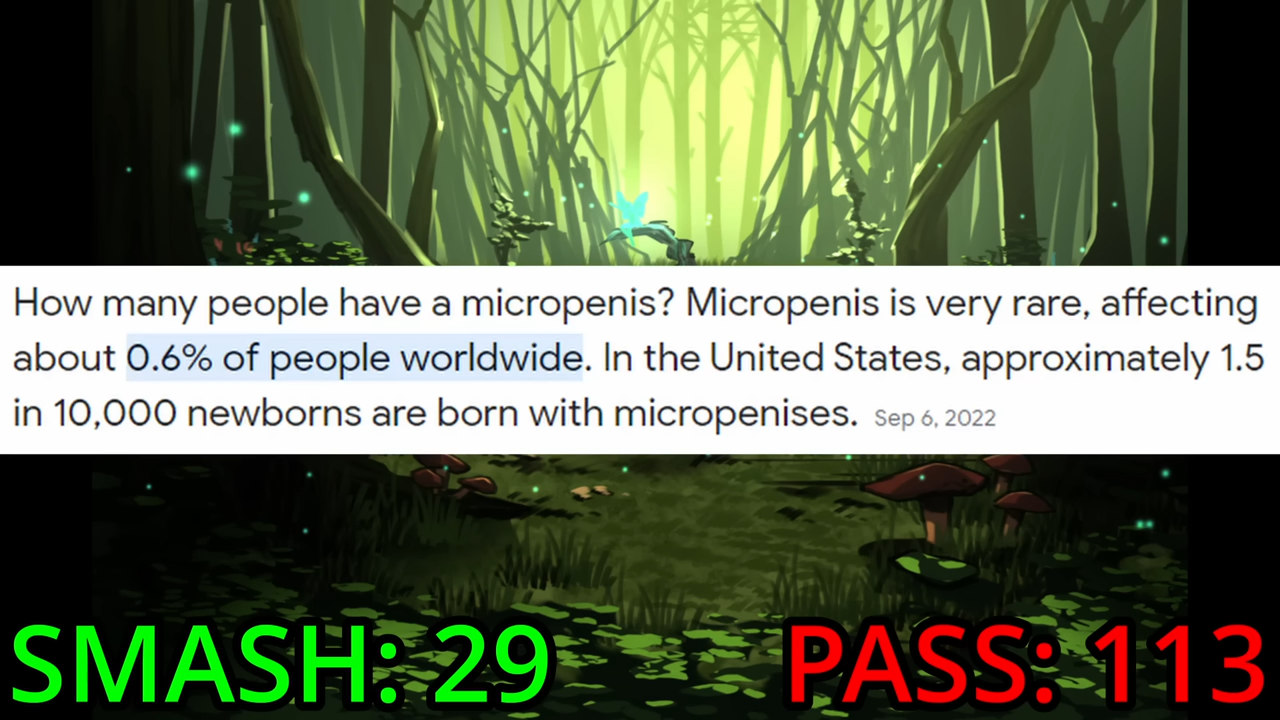 How many people have a micropenis? Micropenis is very rare, affecting
about 0.6% of people worldwide. In the United States, approximately 1.5
in 10,000 newborns are born with micropenises. Sep 6, 2022
SMASH: 29 PASS: 113